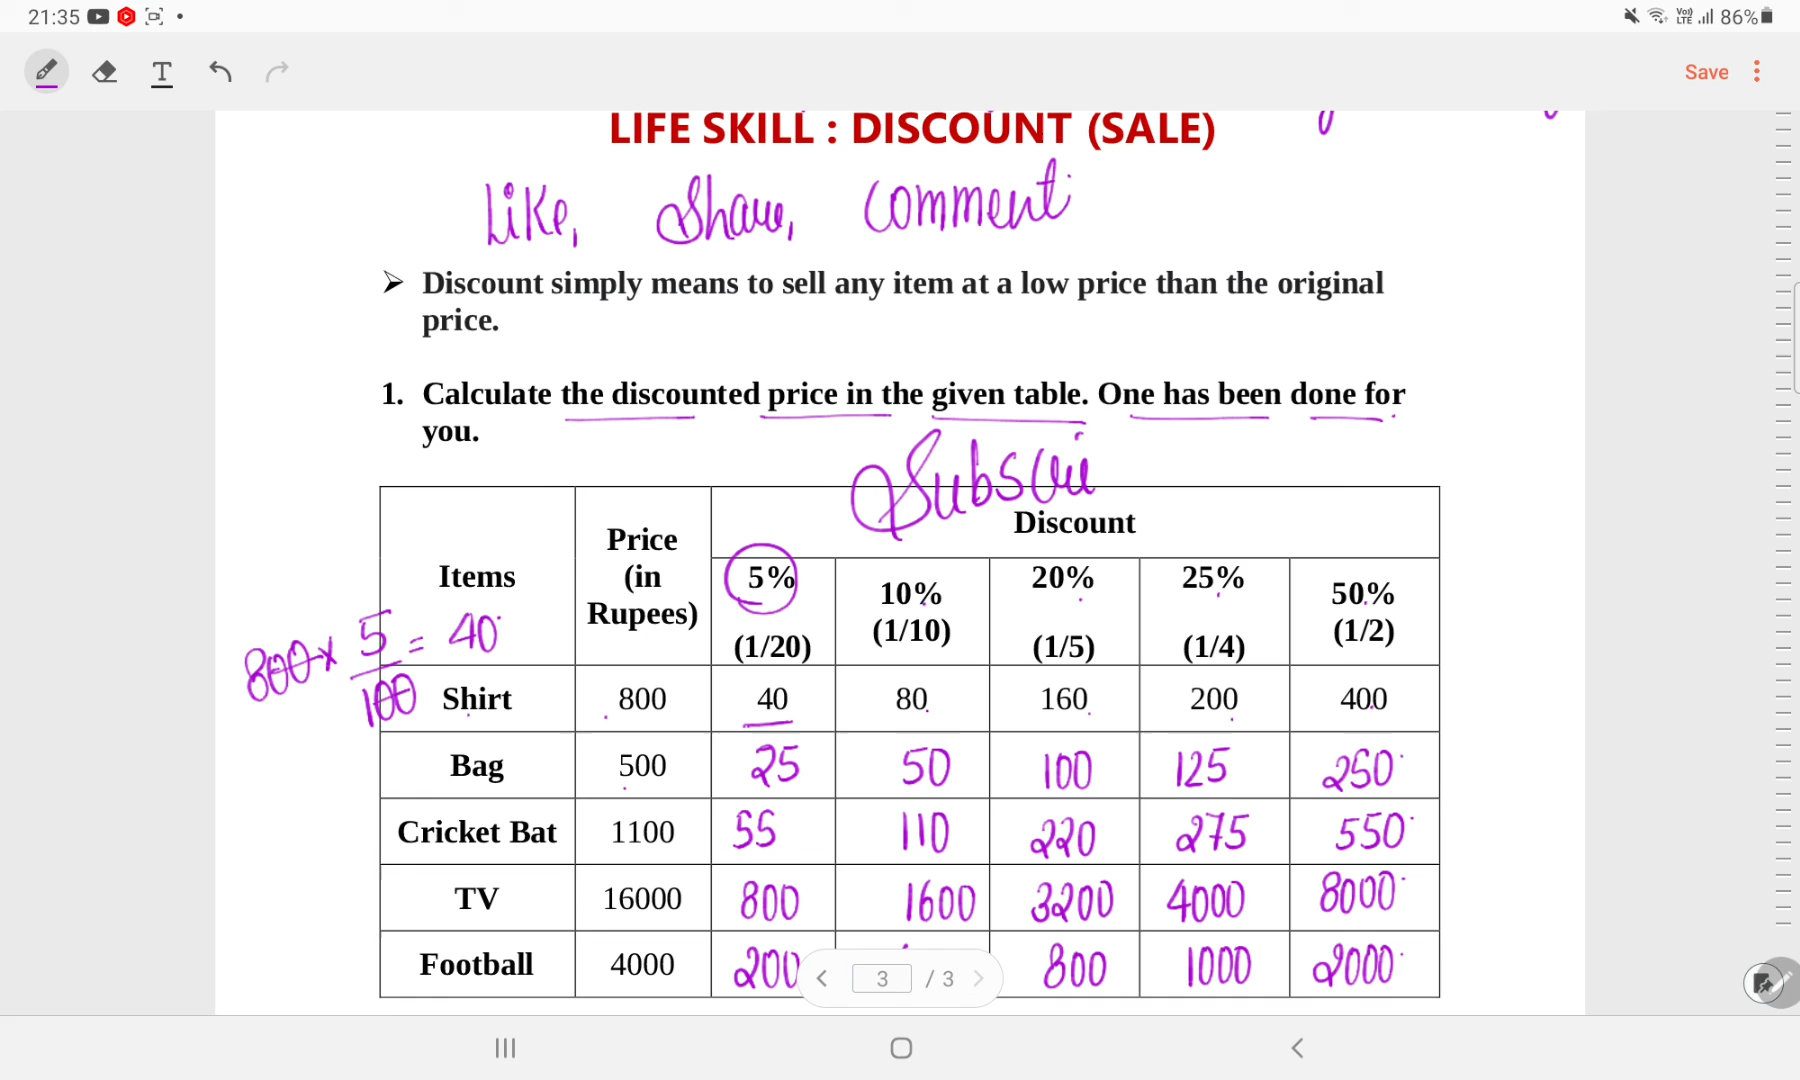 21:35
Vo)) LTE 86%
Save
LIFE SKILL : DISCOUNT (SALE)
Like, Share, Comment
➤ Discount simply means to sell any item at a low price than the original
price.
1. Calculate the discounted price in the given table. One has been done for
you.
Items Price (in Rupees) Discount
5% (1/20) 10% (1/10) 20% (1/5) 25% (1/4) 50% (1/2)
800 x 5/100 = 40
Shirt 800 40 80 160 200 400
Bag 500 25 50 100 125 250
Cricket Bat 1100 55 110 220 275 550
TV 16000 800 1600 3200 4000 8000
Football 4000 200 800 1000 2000
3 / 3